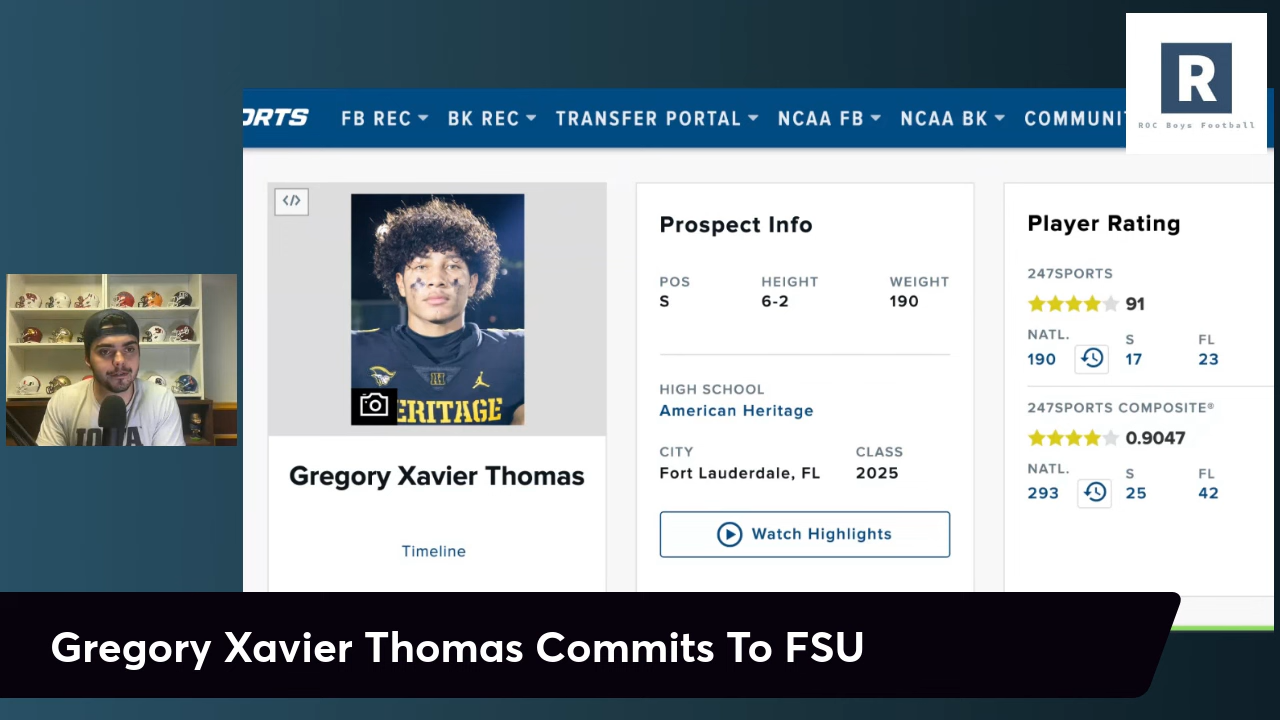 R
ROC Boys Football
ORTS
FB REC
BK REC
TRANSFER PORTAL
NCAA FB
NCAA BK
COMMUNIT
</>
H
ERITAGE
Gregory Xavier Thomas
Timeline
Prospect Info
POS HEIGHT WEIGHT
S 6-2 190
HIGH SCHOOL
American Heritage
CITY CLASS
Fort Lauderdale, FL 2025
Watch Highlights
Player Rating
247SPORTS
91
NATL. S FL
190 17 23
247SPORTS COMPOSITE®
0.9047
NATL. S FL
293 25 42
IOWA
Gregory Xavier Thomas Commits To FSU